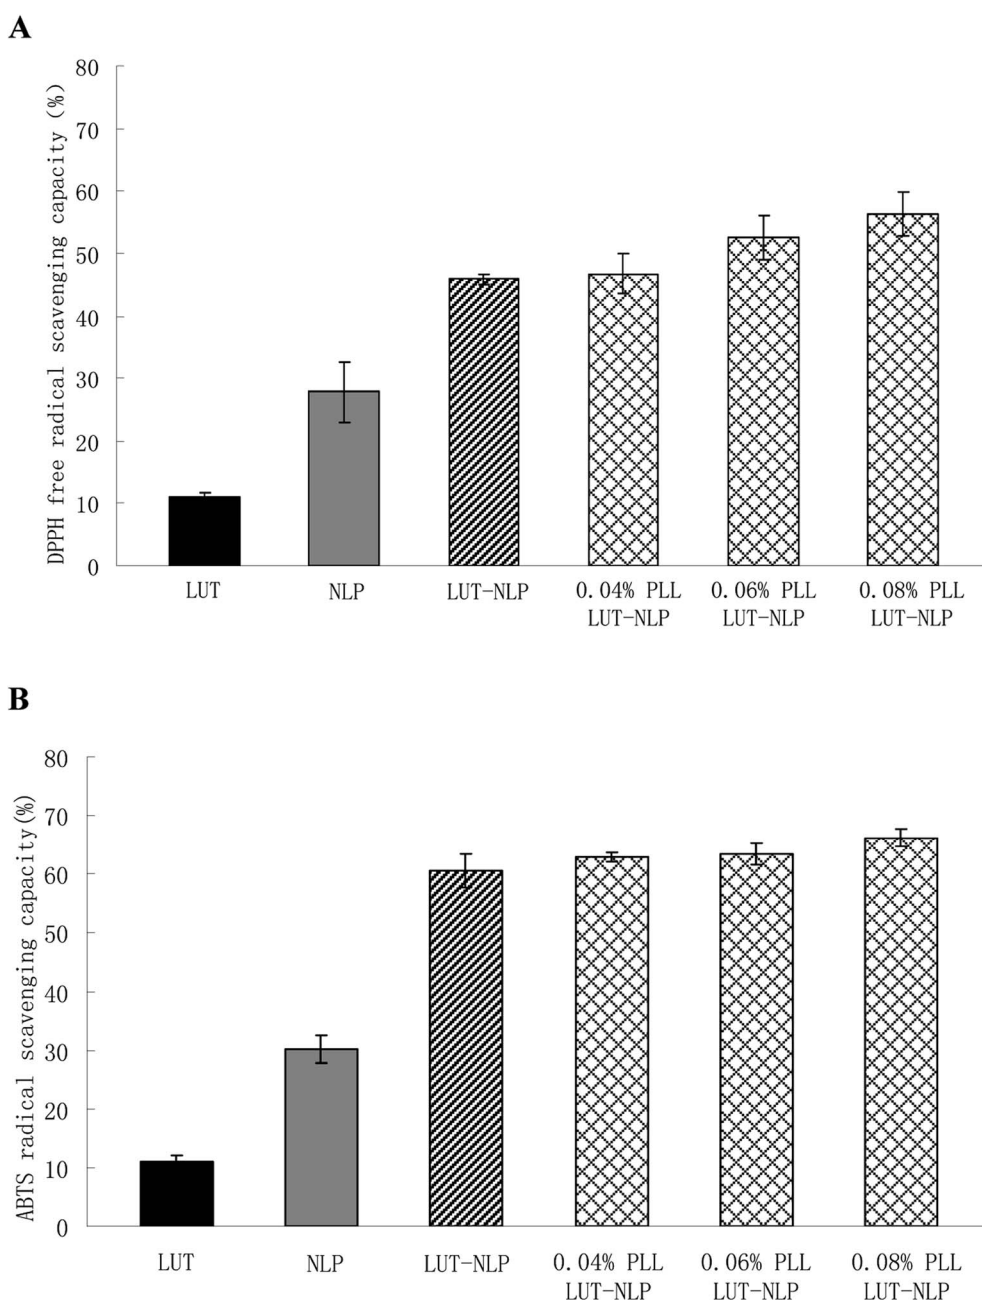 A
DPPH free radical scavenging capacity (%)
80
70
60
50
40
30
20
10
0
LUT
NLP
LUT-NLP
0.04% PLL
LUT-NLP
0.06% PLL
LUT-NLP
0.08% PLL
LUT-NLP
B
ABTS radical scavenging capacity(%)
80
70
60
50
40
30
20
10
0
LUT
NLP
LUT-NLP
0.04% PLL
LUT-NLP
0.06% PLL
LUT-NLP
0.08% PLL
LUT-NLP